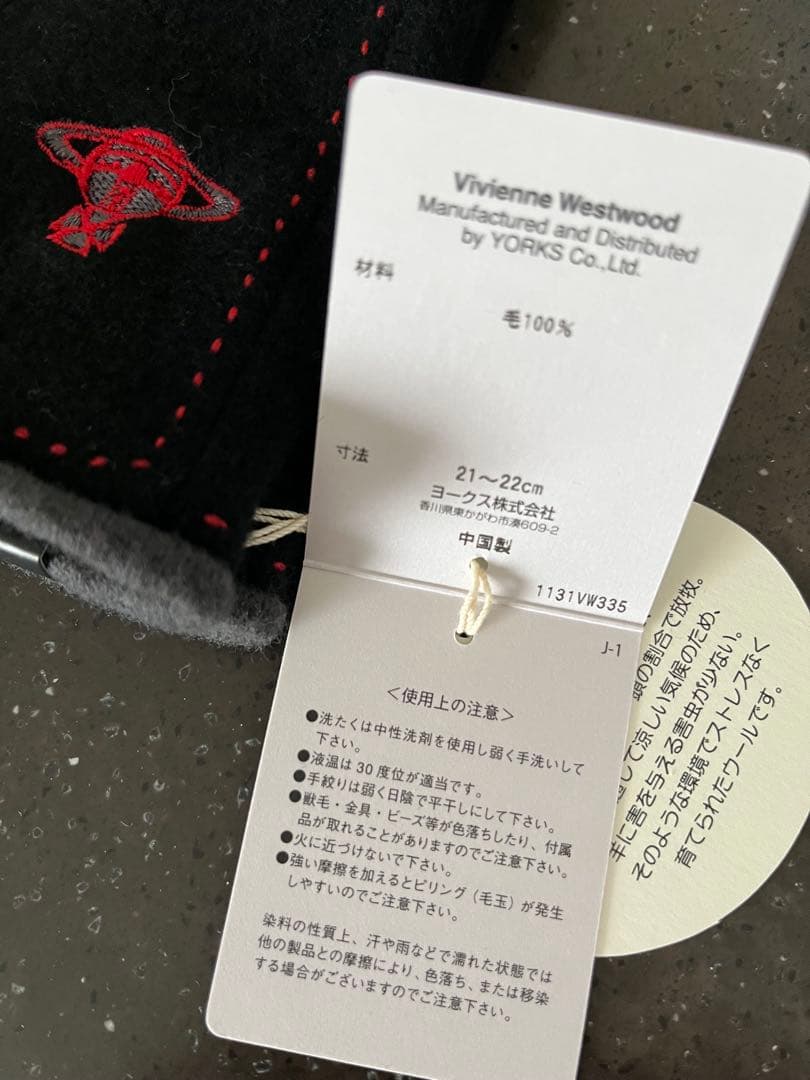 Vivienne Westwood
Manufactured and Distributed
by YORKS Co.,Ltd.
材料
毛100%
寸法
21～22cm
ヨークス株式会社
香川県東かがわ市湊609-2
中国製
1131VW335
J-1
＜使用上の注意＞
●洗たくは中性洗剤を使用し弱く手洗いして
下さい。
●液温は30度位が適当です。
●手絞りは弱く日陰で平干しにして下さい。
●獣毛・金具・ビーズ等が色落ちしたり、付属
品が取れることがありますのでご注意下さい。
●火に近づけないで下さい。
●強い摩擦を加えるとピリング（毛玉）が発生
しやすいのでご注意下さい。
染料の性質上、汗や雨などで濡れた状態では
他の製品との摩擦により、色落ち、または移染
する場合がございますのでご注意下さい。
頭の割合で放牧。
して涼しい気候のため、
羊に害を与える害虫が少ない。
そのような環境でストレスなく
育てられたウールです。